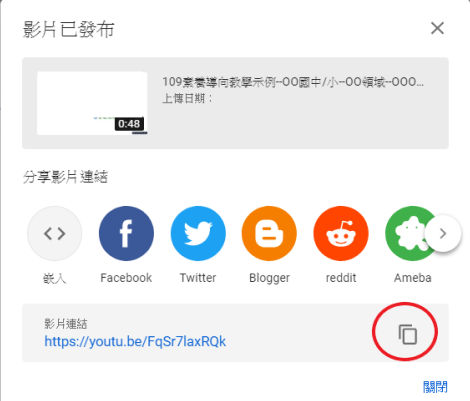 影片已發布
109素養導向教學示例--OO國中/小--OO領域--OOO...
上傳日期：
0:48
分享影片連結
嵌入
Facebook
Twitter
Blogger
reddit
Ameba
影片連結
https://youtu.be/FqSr7laxRQk
關閉